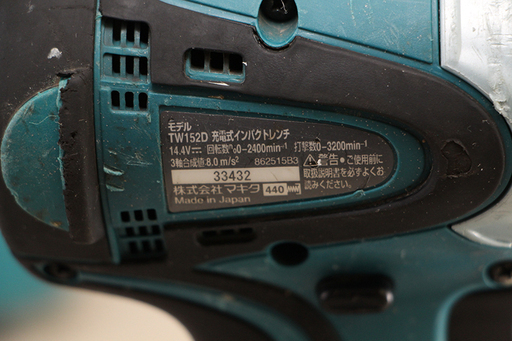 モデル
TW152D 充電式インパクトレンチ
14.4V⎓ 回転数n₀0-2400min⁻¹ 打撃数0-3200min⁻¹
3軸合成値8.0m/s² 862515B3
⚠警告●ご使用前に
取扱説明書を必ずよくお
読みください。
33432
株式会社マキタ 440
Made in Japan